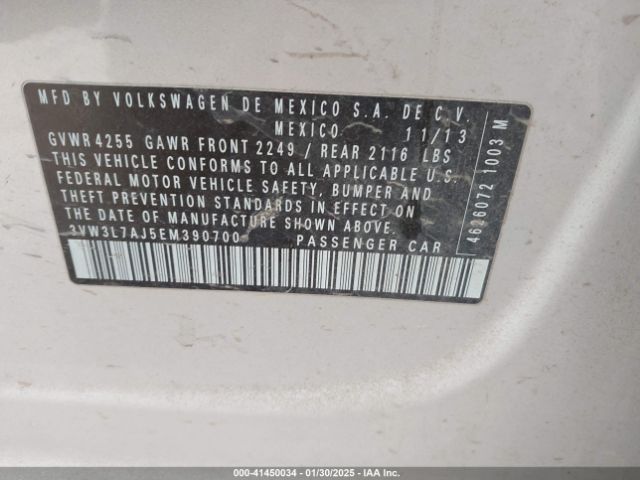 MFD BY VOLKSWAGEN DE MEXICO S.A. DE C.V.
MEXICO 11/13
GVWR 4255 GAWR FRONT 2249 / REAR 2116 LBS
THIS VEHICLE CONFORMS TO ALL APPLICABLE U.S.
FEDERAL MOTOR VEHICLE SAFETY, BUMPER AND
THEFT PREVENTION STANDARDS IN EFFECT ON
THE DATE OF MANUFACTURE SHOWN ABOVE.
3VW3L7AJ5EM390700 PASSENGER CAR
4626072 1003 M
000-41450034 - 01/30/2025 - IAA Inc.